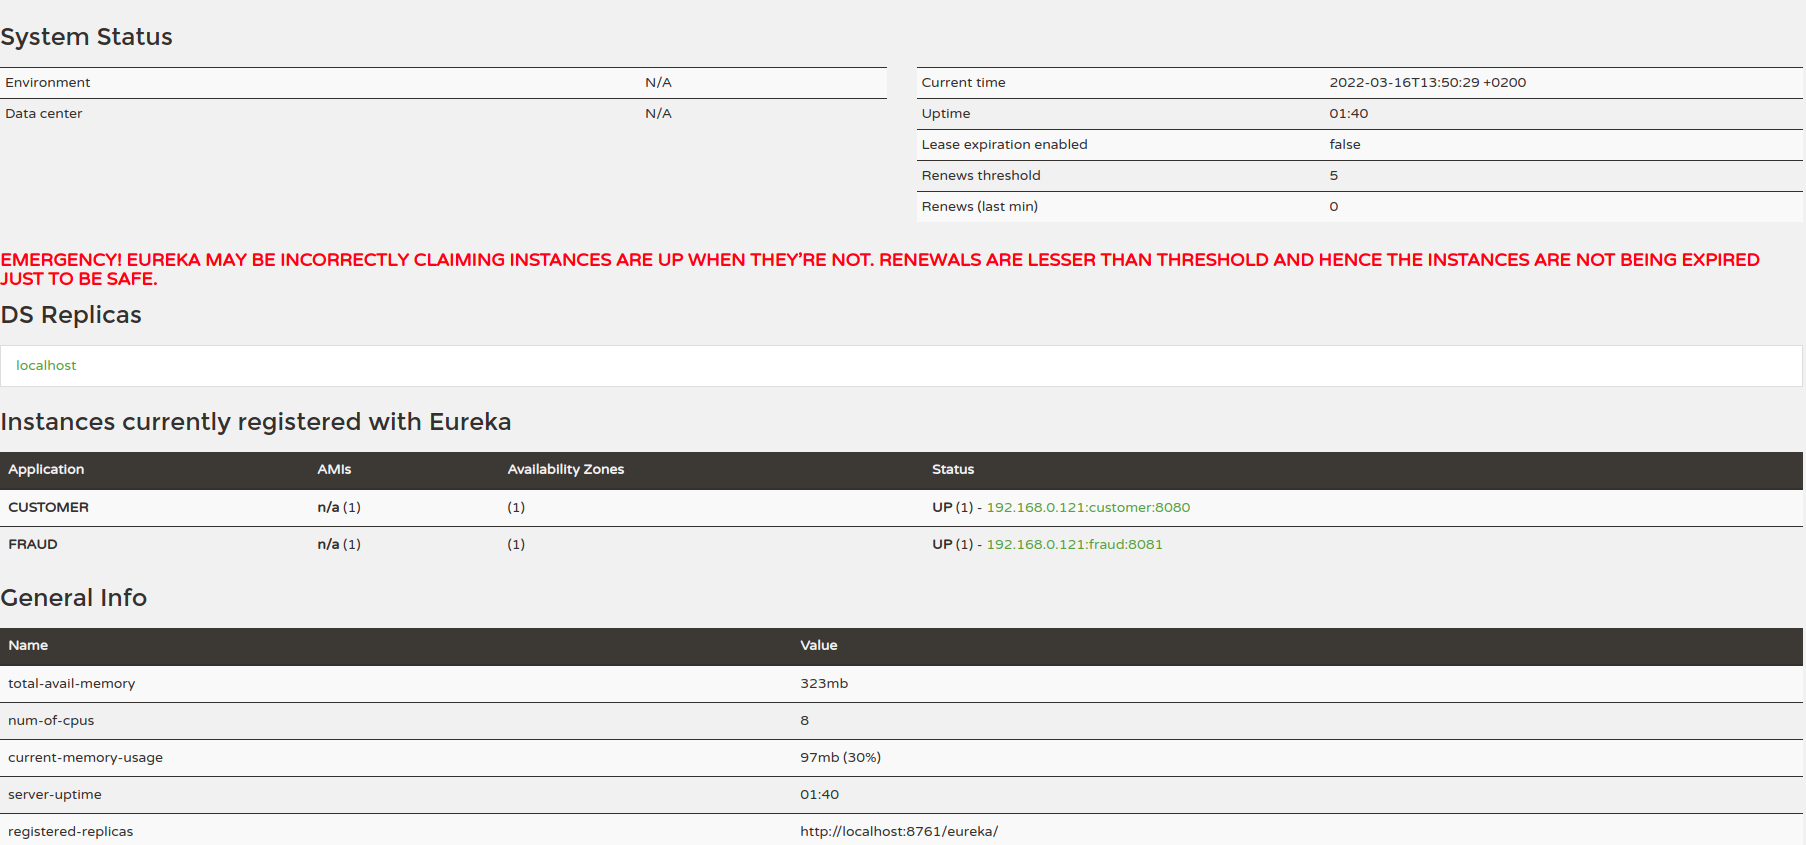 System Status
Environment N/A
Data center N/A
Current time 2022-03-16T13:50:29 +0200
Uptime 01:40
Lease expiration enabled false
Renews threshold 5
Renews (last min) 0
EMERGENCY! EUREKA MAY BE INCORRECTLY CLAIMING INSTANCES ARE UP WHEN THEY'RE NOT. RENEWALS ARE LESSER THAN THRESHOLD AND HENCE THE INSTANCES ARE NOT BEING EXPIRED
JUST TO BE SAFE.
DS Replicas
localhost
Instances currently registered with Eureka
Application AMIs Availability Zones Status
CUSTOMER n/a (1) (1) UP (1) - 192.168.0.121:customer:8080
FRAUD n/a (1) (1) UP (1) - 192.168.0.121:fraud:8081
General Info
Name Value
total-avail-memory 323mb
num-of-cpus 8
current-memory-usage 97mb (30%)
server-uptime 01:40
registered-replicas http://localhost:8761/eureka/